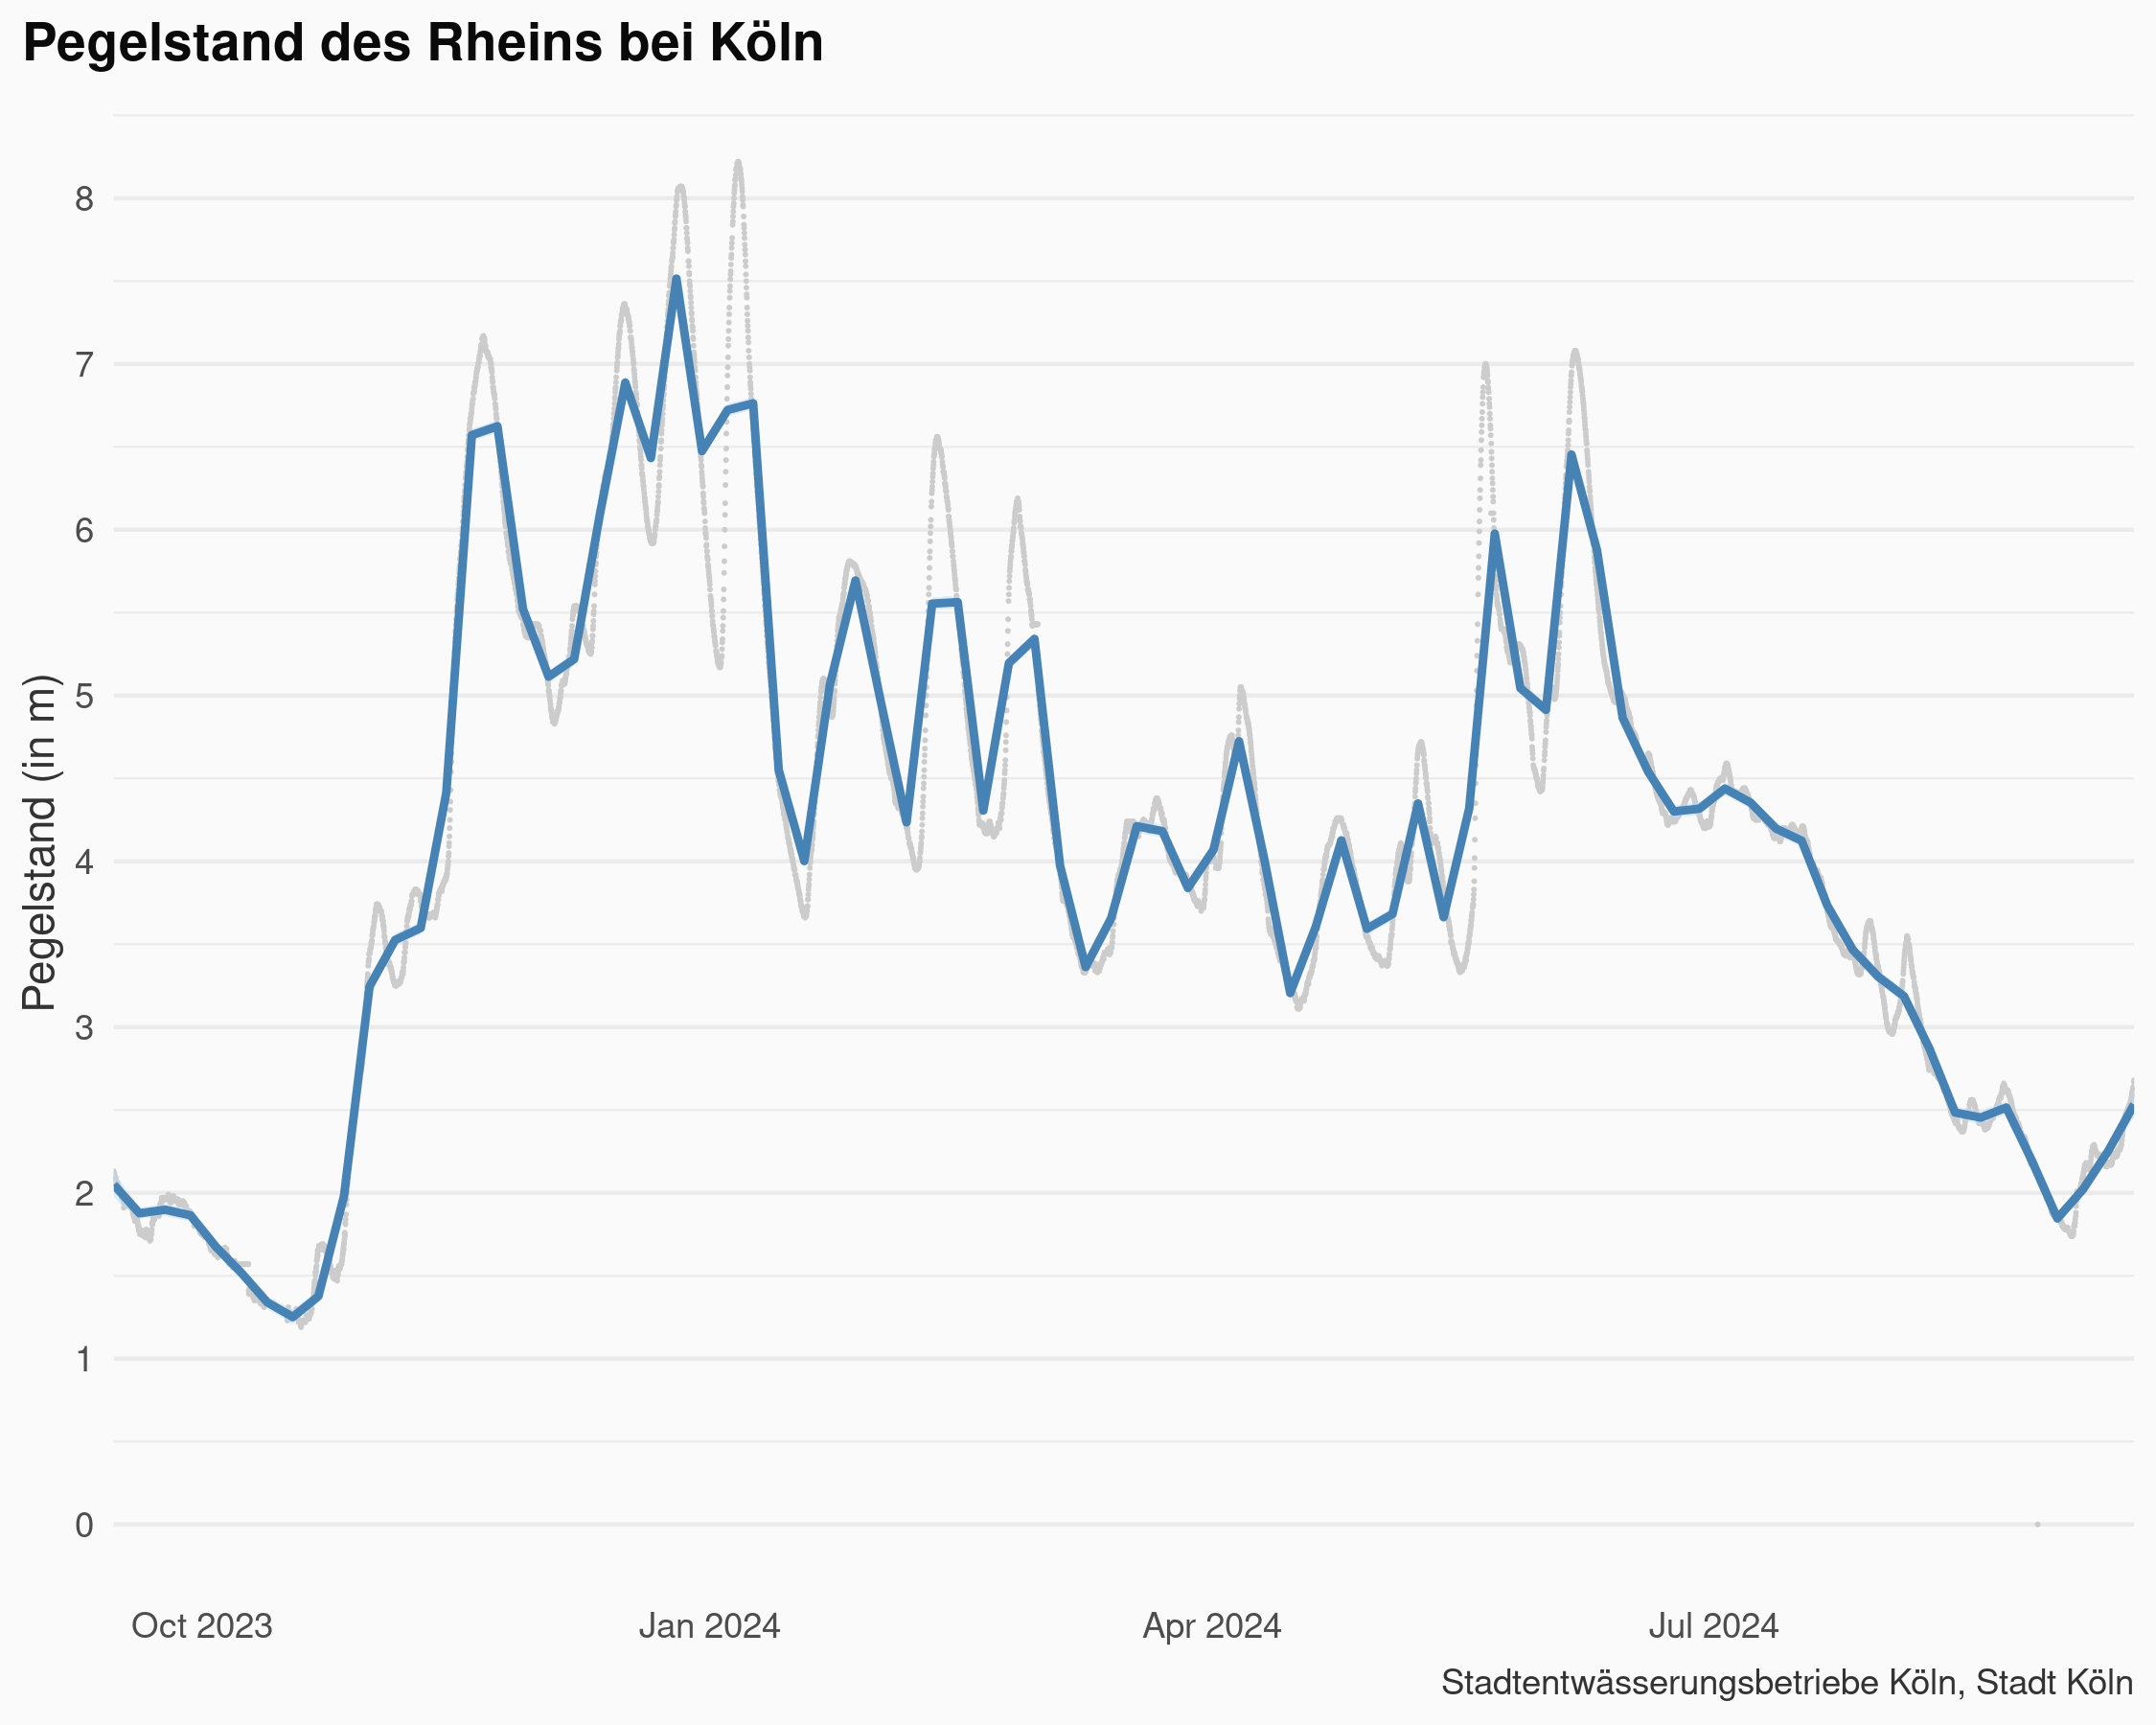 Pegelstand des Rheins bei Köln
Pegelstand (in m)
8
7
6
5
4
3
2
1
0
Oct 2023 Jan 2024 Apr 2024 Jul 2024
Stadtentwässerungsbetriebe Köln, Stadt Köln